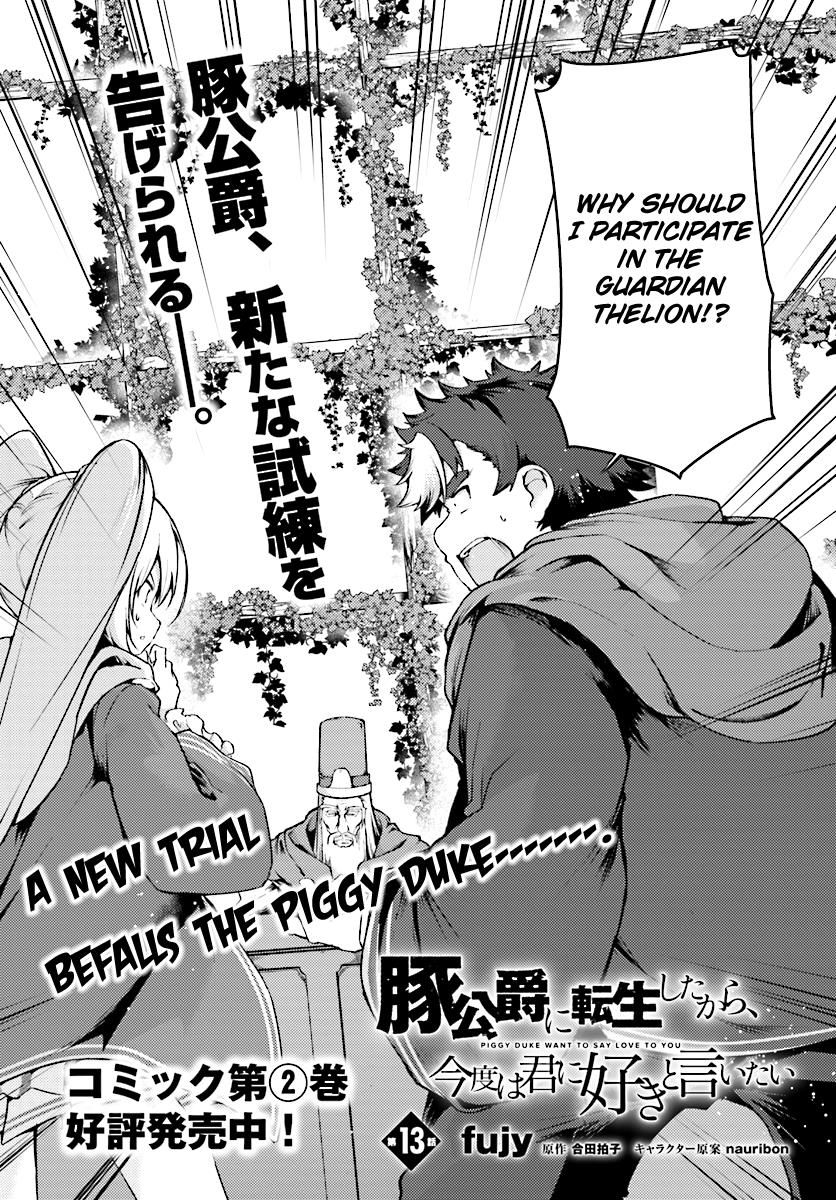 WHY SHOULD
I PARTICIPATE
IN THE
GUARDIAN
THELION!?
豚公爵、新たな試練を
告げられる――。
A NEW TRIAL
BEFALLS THE PIGGY DUKE-------.
豚公爵に転生したから、
PIGGY DUKE WANT TO SAY LOVE TO YOU
今度は君に好きと言いたい
コミック第②巻
好評発売中！
第13話 fujy 原作 合田拍子 キャラクター原案 nauribon